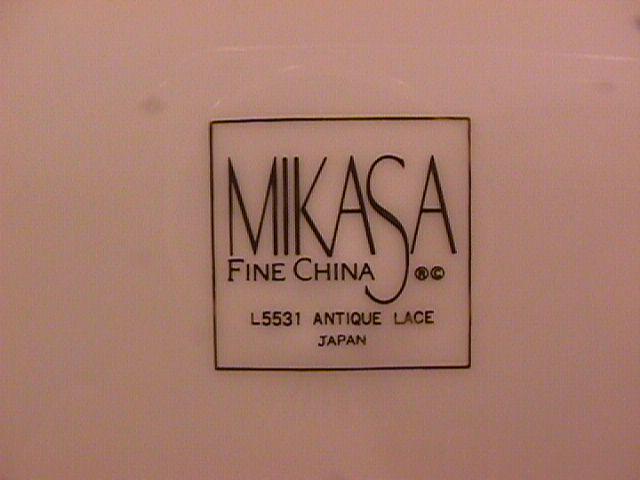 MIKASA
FINE CHINA ®©
L5531 ANTIQUE LACE
JAPAN